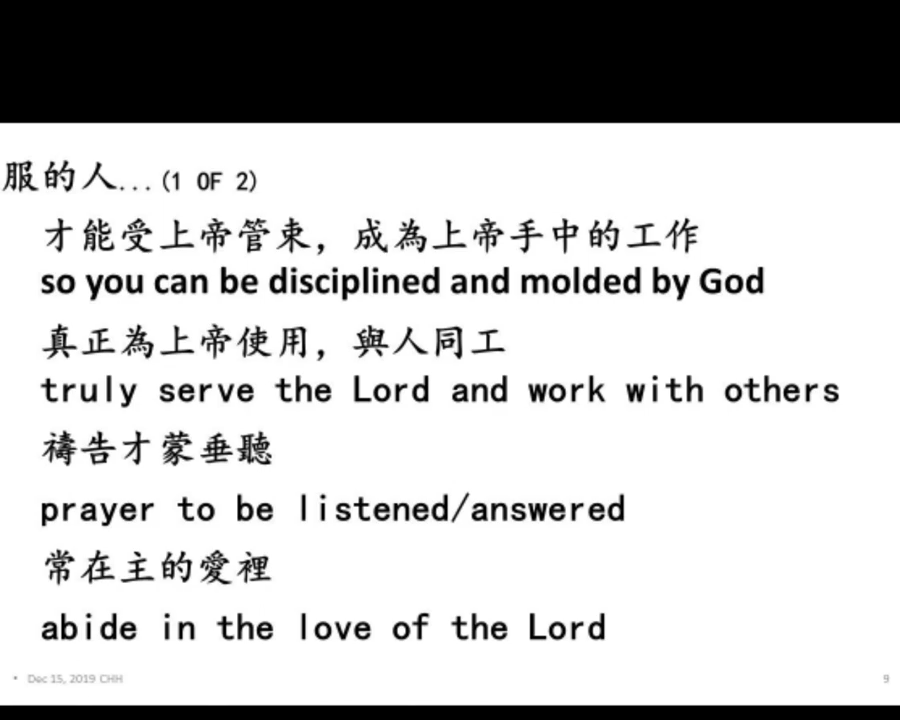 服的人...(1 OF 2)
才能受上帝管束，成為上帝手中的工作
so you can be disciplined and molded by God
真正為上帝使用，與人同工
truly serve the Lord and work with others
禱告才蒙垂聽
prayer to be listened/answered
常在主的愛裡
abide in the love of the Lord
• Dec 15, 2019 CHH
9